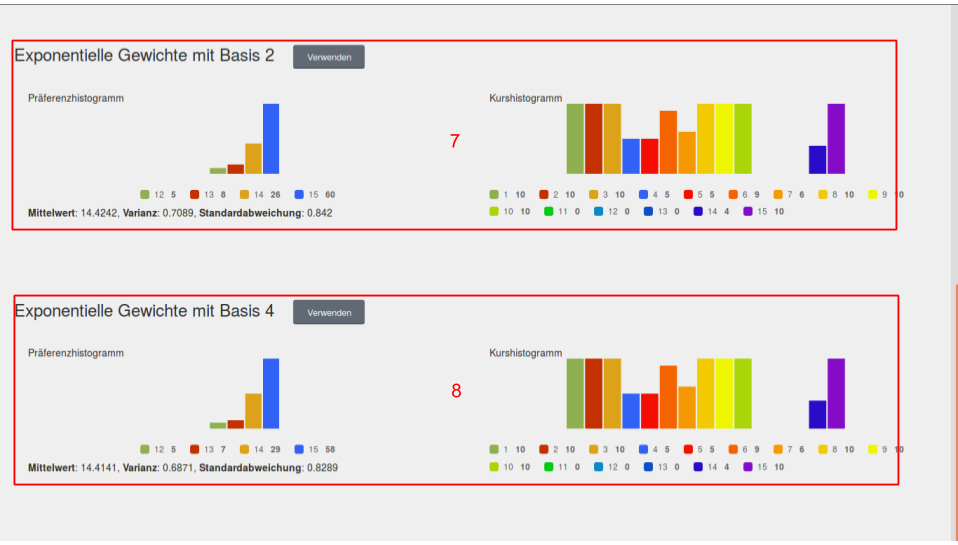 Exponentielle Gewichte mit Basis 2 Verwenden
Präferenzhistogramm Kurshistogramm
7
12 5 13 8 14 26 15 60
1 10 2 10 3 10 4 5 5 5 6 9 7 6 8 10 9 10
Mittelwert: 14.4242, Varianz: 0.7089, Standardabweichung: 0.842
10 10 11 0 12 0 13 0 14 4 15 10
Exponentielle Gewichte mit Basis 4 Verwenden
Präferenzhistogramm Kurshistogramm
8
12 5 13 7 14 29 15 58
1 10 2 10 3 10 4 5 5 5 6 9 7 6 8 10 9 10
Mittelwert: 14.4141, Varianz: 0.6871, Standardabweichung: 0.8289
10 10 11 0 12 0 13 0 14 4 15 10